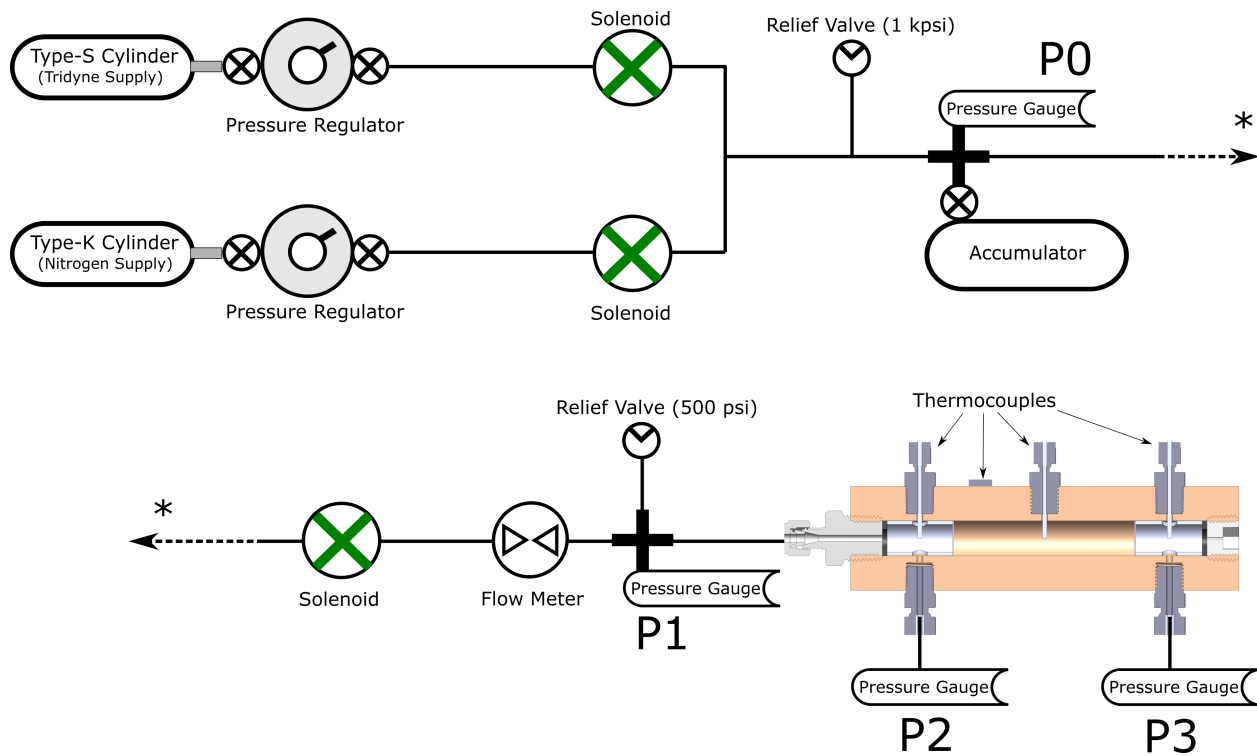 Solenoid
Relief Valve (1 kpsi)
Type-S Cylinder
(Tridyne Supply)
P0
Pressure Gauge
*
Pressure Regulator
Type-K Cylinder
(Nitrogen Supply)
Accumulator
Pressure Regulator
Solenoid
Relief Valve (500 psi)
Thermocouples
*
Solenoid
Flow Meter
Pressure Gauge
P1
Pressure Gauge
Pressure Gauge
P2
P3